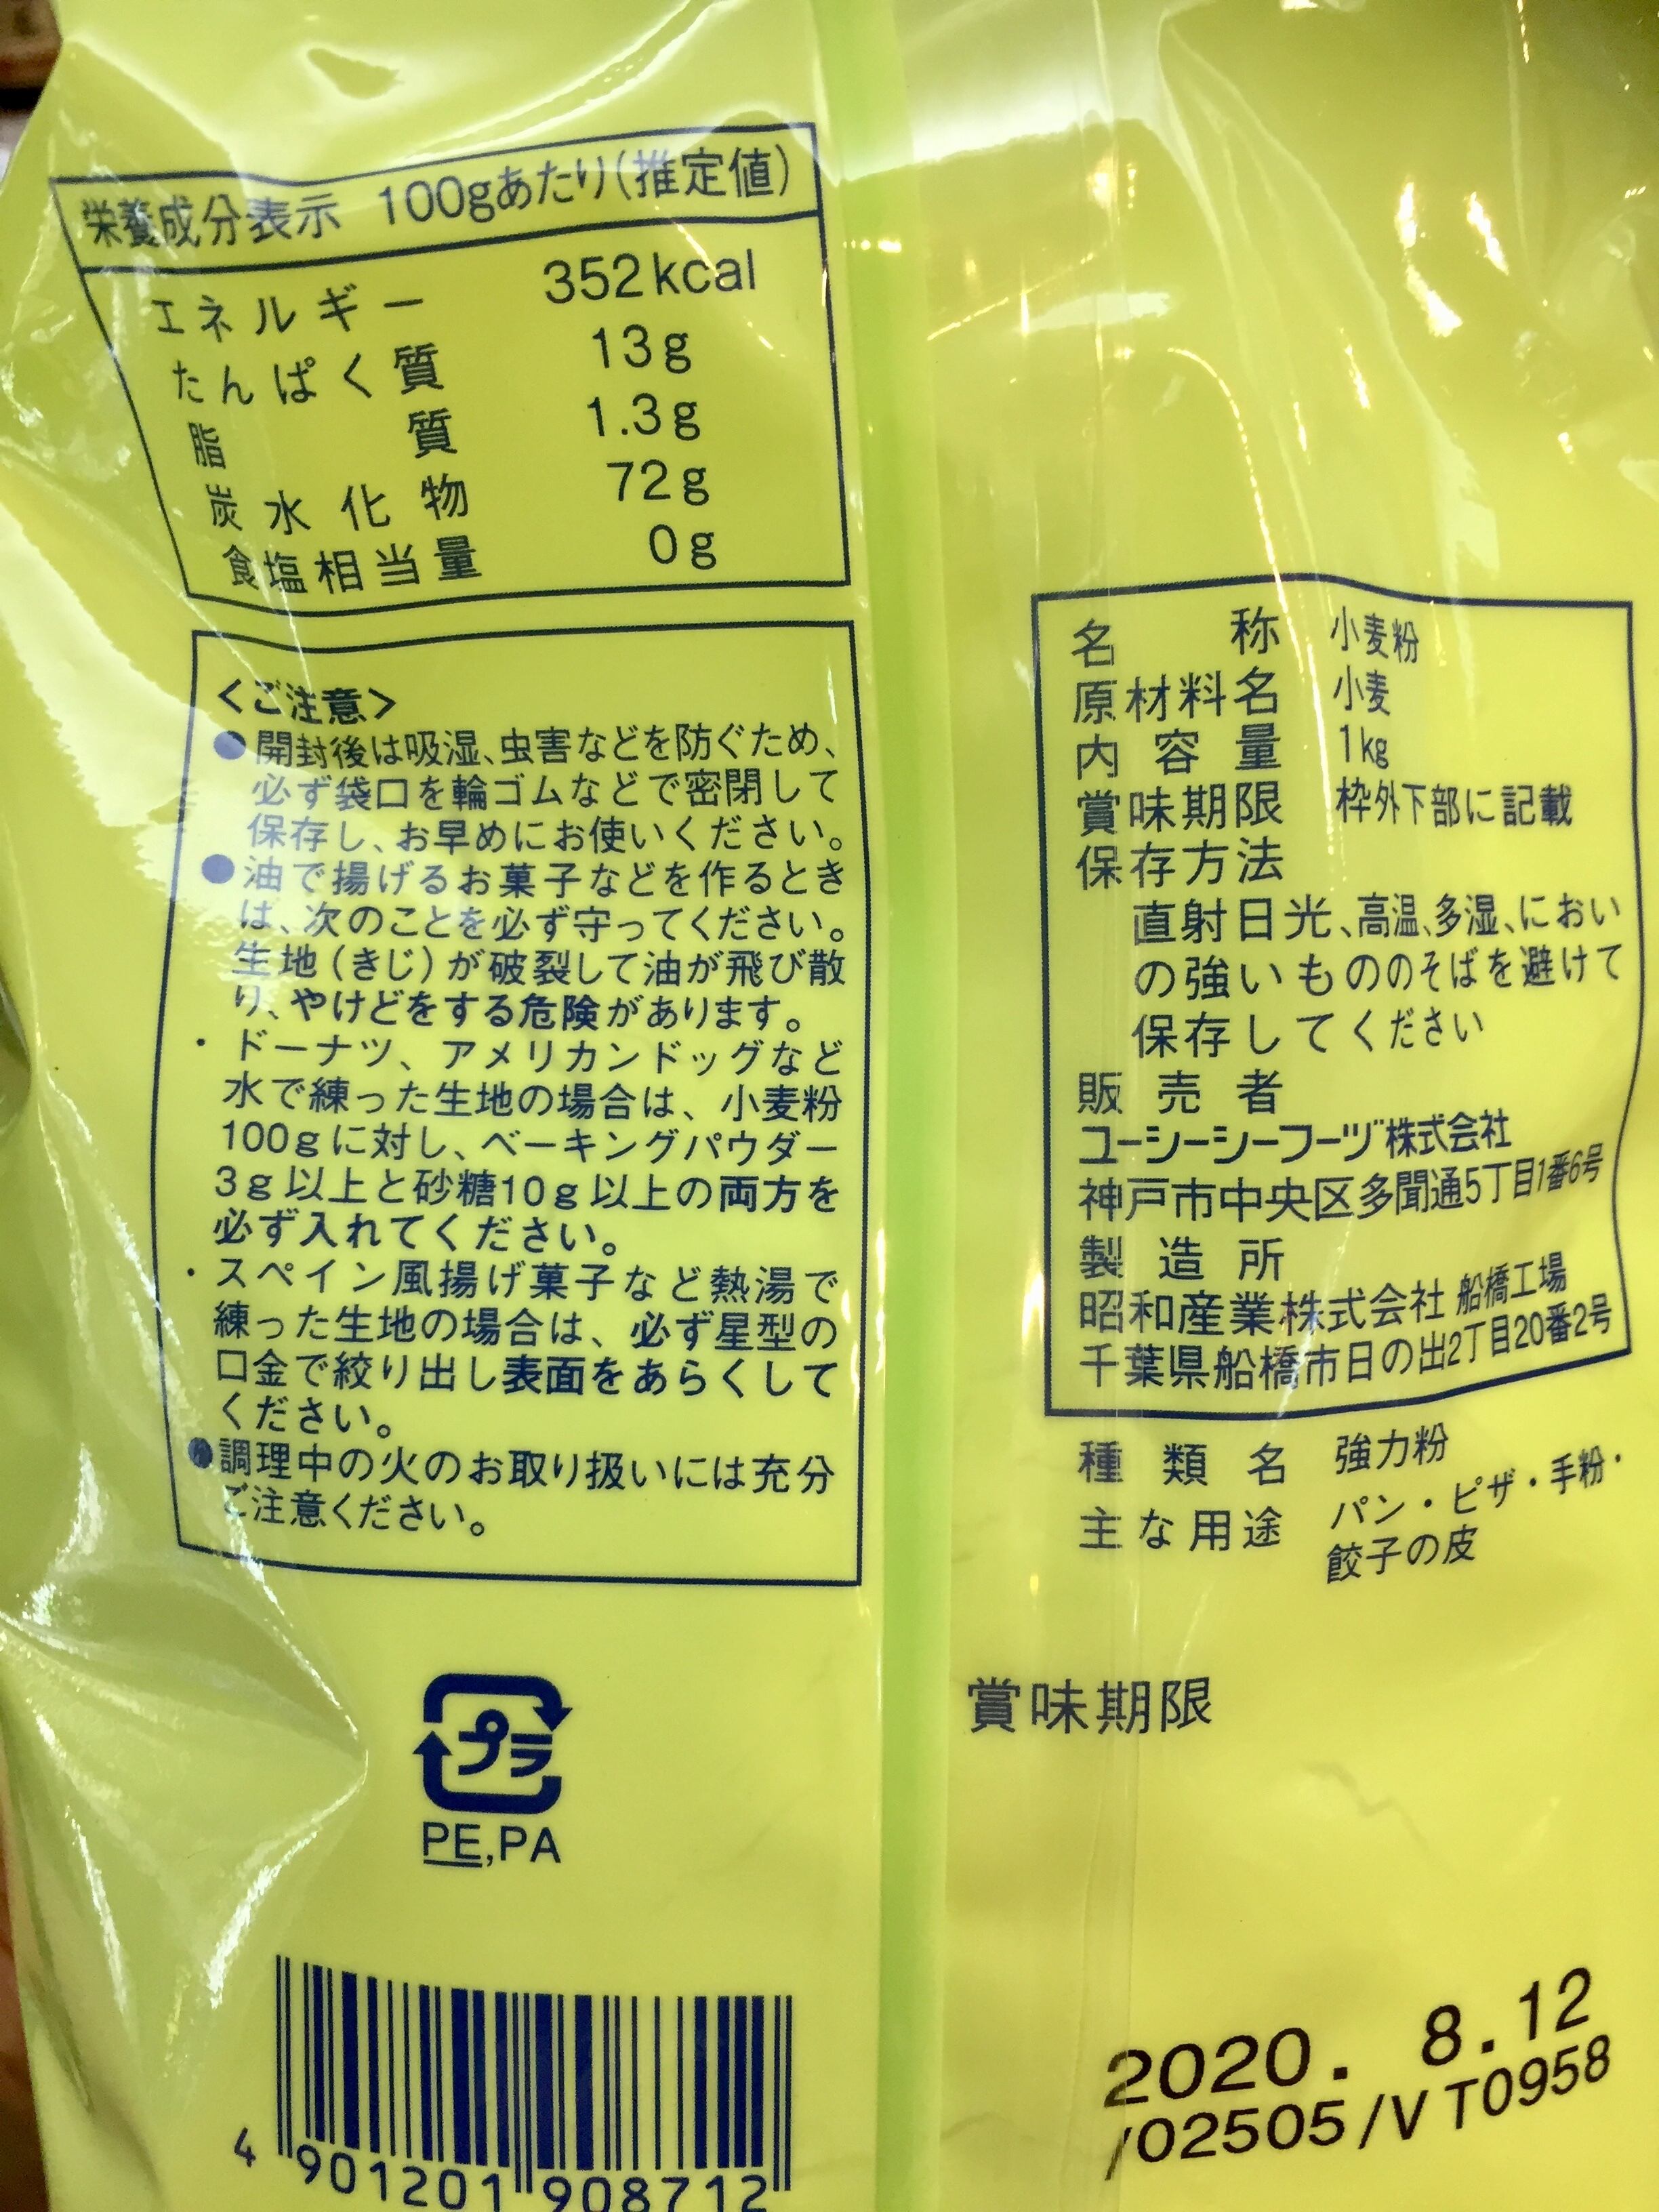 栄養成分表示 100gあたり(推定値)
エネルギー 352kcal
たんぱく質 13g
脂質 1.3g
炭水化物 72g
食塩相当量 0g
<ご注意>
●開封後は吸湿、虫害などを防ぐため、
必ず袋口を輪ゴムなどで密閉して
保存し、お早めにお使いください。
●油で揚げるお菓子などを作るとき
は、次のことを必ず守ってください。
生地(きじ)が破裂して油が飛び散
り、やけどをする危険があります。
・ドーナツ、アメリカンドッグなど
水で練った生地の場合は、小麦粉
100gに対し、ベーキングパウダー
3g以上と砂糖10g以上の両方を
必ず入れてください。
・スペイン風揚げ菓子など熱湯で
練った生地の場合は、必ず星型の
口金で絞り出し表面をあらくして
ください。
●調理中の火のお取り扱いには充分
ご注意ください。
プラ
PE,PA
4 901201 908712
名称 小麦粉
原材料名 小麦
内容量 1kg
賞味期限 枠外下部に記載
保存方法
直射日光、高温、多湿、におい
の強いもののそばを避けて
保存してください
販売者
ユーシーシーフーヅ株式会社
神戸市中央区多聞通5丁目1番6号
製造所
昭和産業株式会社 船橋工場
千葉県船橋市日の出2丁目20番2号
種類名 強力粉
主な用途 パン・ピザ・手粉・
餃子の皮
賞味期限
2020. 8.12
/02505/VT0958